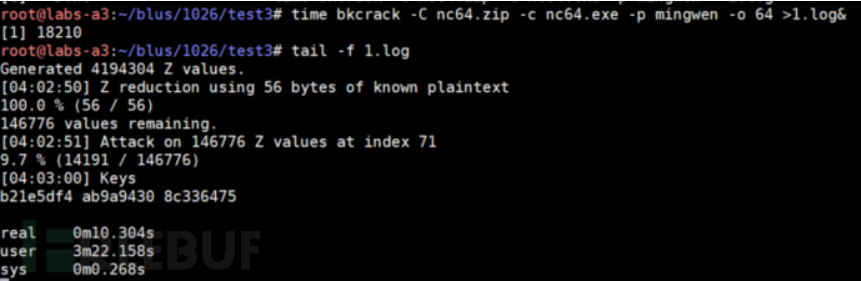 root@labs-a3:~/blus/1026/test3# time bkcrack -C nc64.zip -c nc64.exe -p mingwen -o 64 >1.log&
[1] 18210
root@labs-a3:~/blus/1026/test3# tail -f 1.log
Generated 4194304 Z values.
[04:02:50] Z reduction using 56 bytes of known plaintext
100.0 % (56 / 56)
146776 values remaining.
[04:02:51] Attack on 146776 Z values at index 71
9.7 % (14191 / 146776)
[04:03:00] Keys
b21e5df4 ab9a9430 8c336475
real 0m10.304s
user 3m22.158s
sys 0m0.268s